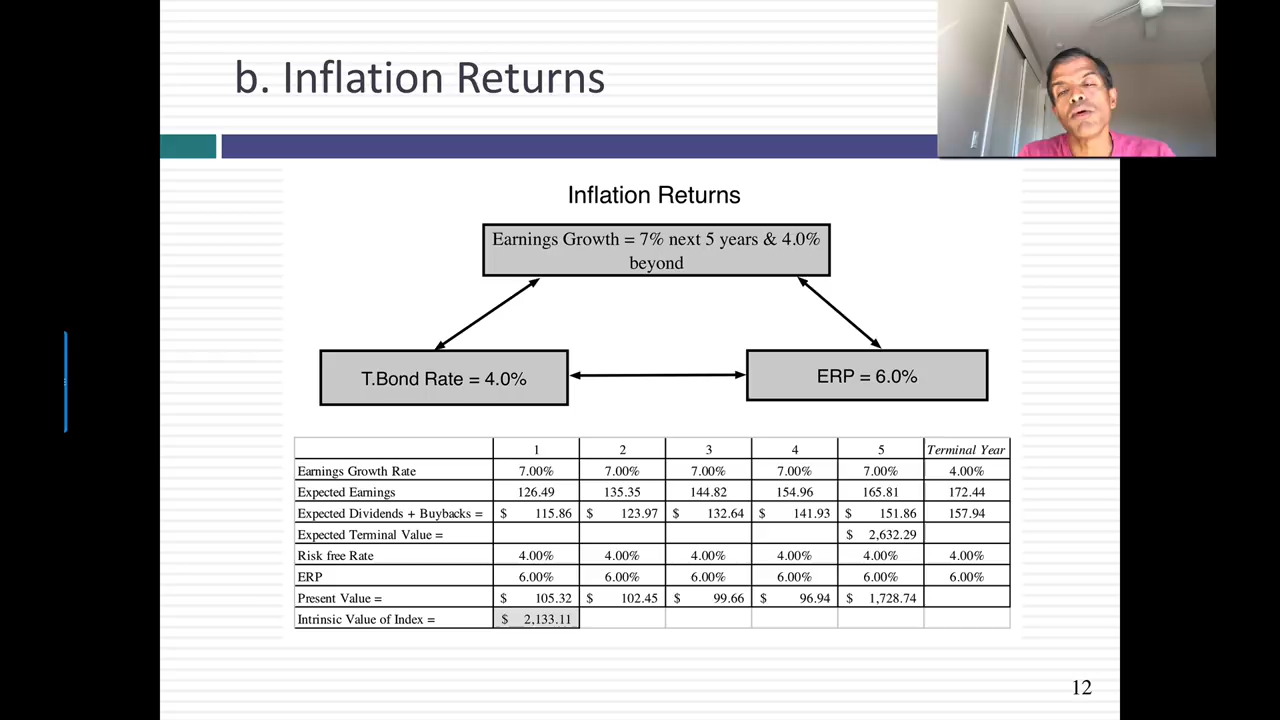 b. Inflation Returns
Inflation Returns
Earnings Growth = 7% next 5 years & 4.0%
beyond
T.Bond Rate = 4.0%
ERP = 6.0%
1 2 3 4 5 Terminal Year
Earnings Growth Rate 7.00% 7.00% 7.00% 7.00% 7.00% 4.00%
Expected Earnings 126.49 135.35 144.82 154.96 165.81 172.44
Expected Dividends + Buybacks = $ 115.86 $ 123.97 $ 132.64 $ 141.93 $ 151.86 157.94
Expected Terminal Value = $ 2,632.29
Risk free Rate 4.00% 4.00% 4.00% 4.00% 4.00% 4.00%
ERP 6.00% 6.00% 6.00% 6.00% 6.00% 6.00%
Present Value = $ 105.32 $ 102.45 $ 99.66 $ 96.94 $ 1,728.74
Intrinsic Value of Index = $ 2,133.11
12